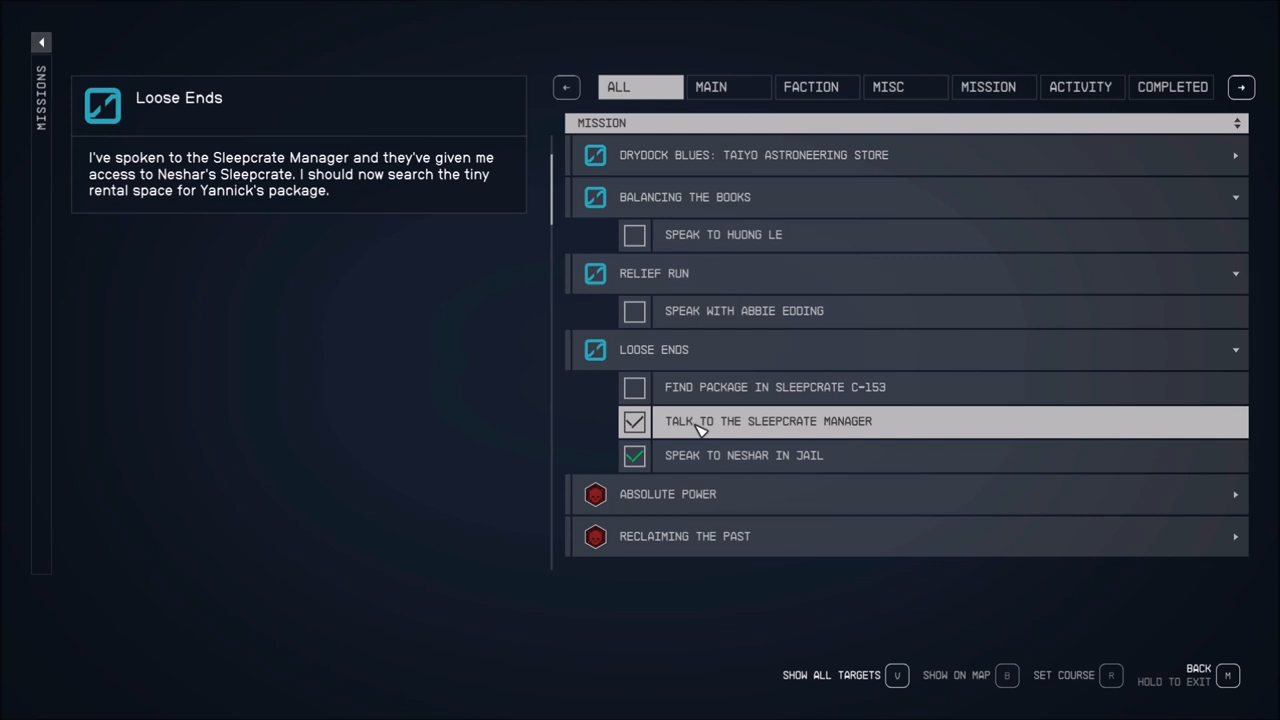 MISSIONS
Loose Ends
I've spoken to the Sleepcrate Manager and they've given me
access to Neshar's Sleepcrate. I should now search the tiny
rental space for Yannick's package.
ALL MAIN FACTION MISC MISSION ACTIVITY COMPLETED
MISSION
DRYDOCK BLUES: TAIYO ASTRONEERING STORE
BALANCING THE BOOKS
SPEAK TO HUONG LE
RELIEF RUN
SPEAK WITH ABBIE EDDING
LOOSE ENDS
FIND PACKAGE IN SLEEPCRATE C-153
TALK TO THE SLEEPCRATE MANAGER
SPEAK TO NESHAR IN JAIL
ABSOLUTE POWER
RECLAIMING THE PAST
SHOW ALL TARGETS V SHOW ON MAP B SET COURSE R BACK M
HOLD TO EXIT